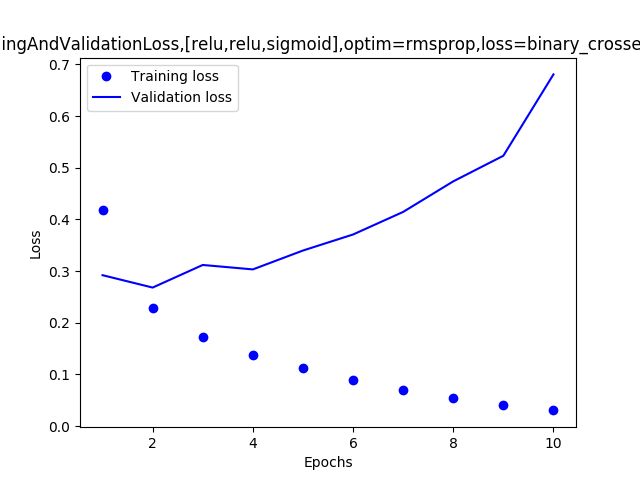 ingAndValidationLoss,[relu,relu,sigmoid],optim=rmsprop,loss=binary_crosse
Training loss
Validation loss
0.7
0.6
0.5
0.4
0.3
0.2
0.1
0.0
Loss
2 4 6 8 10
Epochs